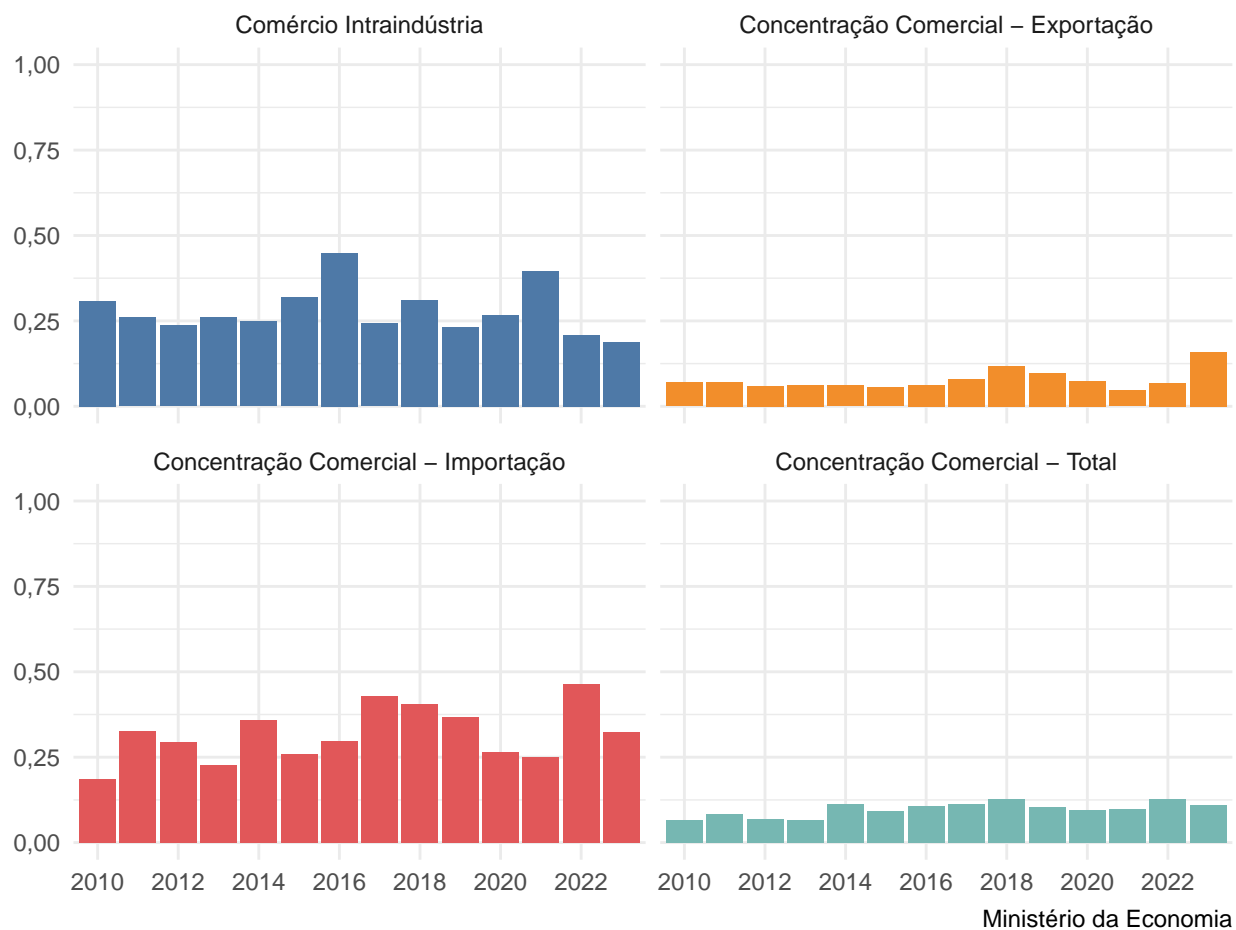 Comércio Intraindústria
Concentração Comercial – Exportação
1,00
0,75
0,50
0,25
0,00
Concentração Comercial – Importação
Concentração Comercial – Total
1,00
0,75
0,50
0,25
0,00
2010 2012 2014 2016 2018 2020 2022
2010 2012 2014 2016 2018 2020 2022
Ministério da Economia